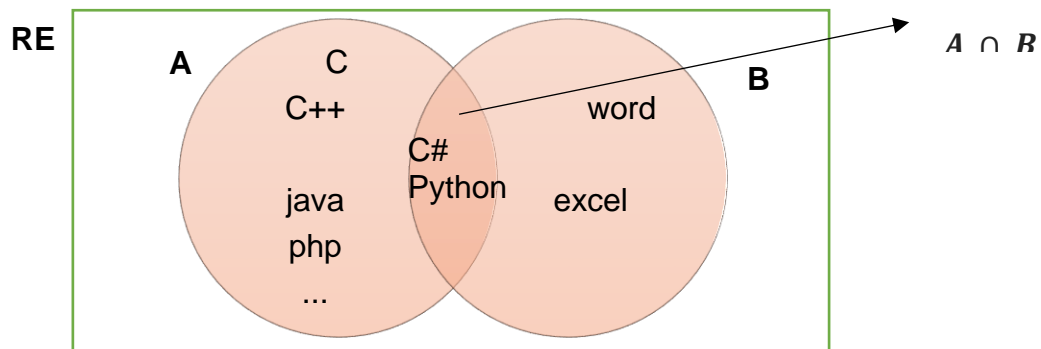 RE
A
C
C++
C#
Python
java
php
...
B
word
excel
A ∩ B